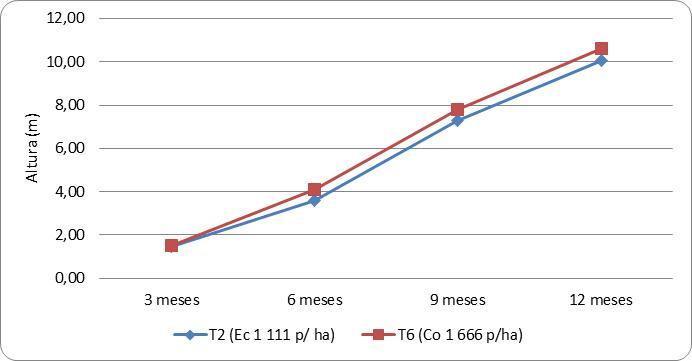 12,00
10,00
8,00
6,00
4,00
2,00
0,00
Altura (m)
3 meses 6 meses 9 meses 12 meses
T2 (Ec 1 111 p/ ha) T6 (Co 1 666 p/ha)